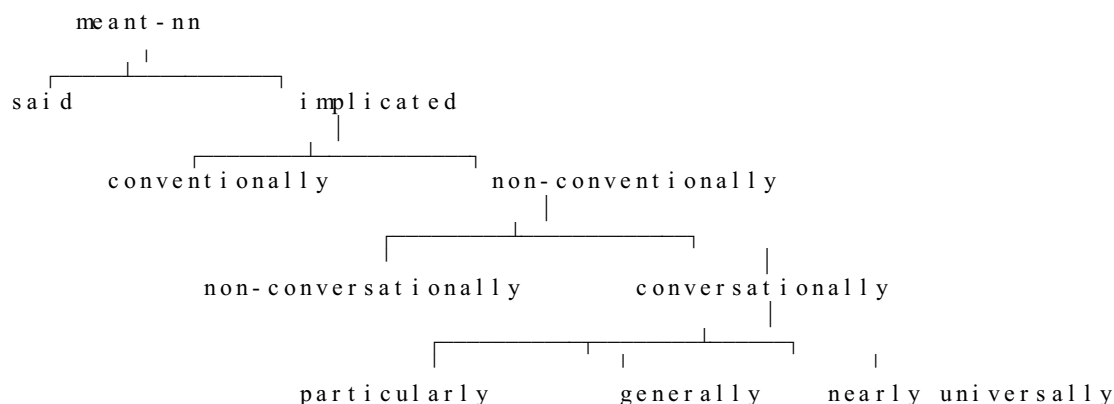 meant-nn
said implicated
conventionally non-conventionally
non-conversationally conversationally
particularly generally nearly universally